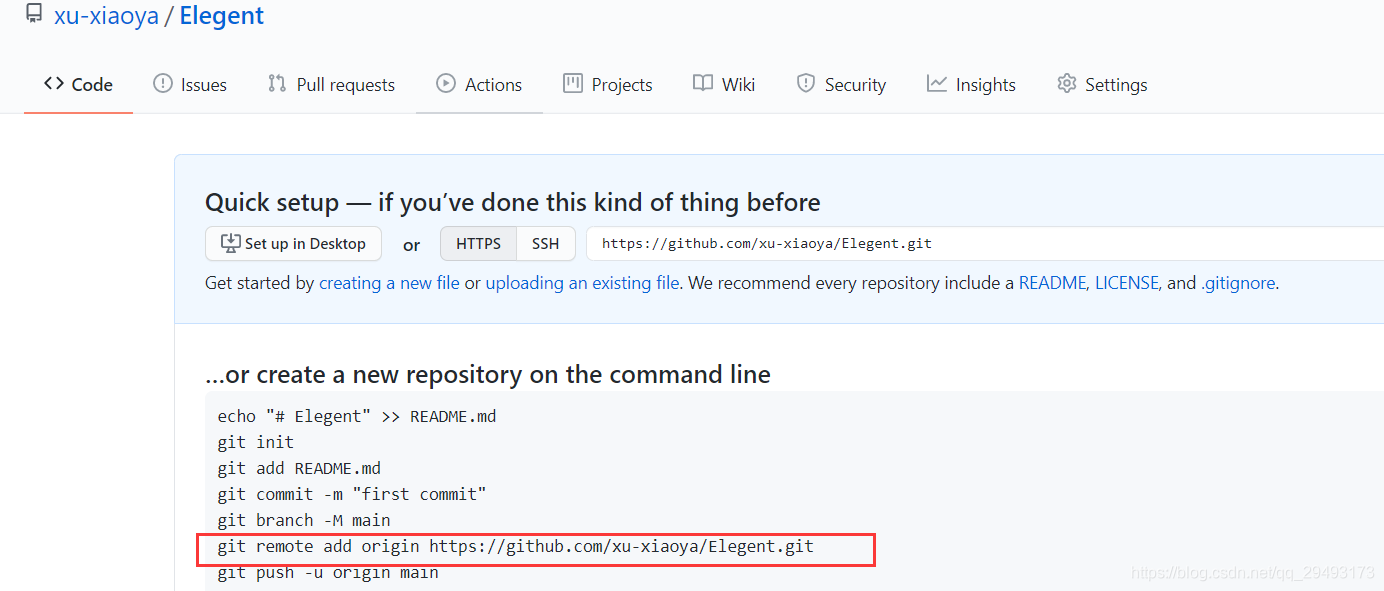 xu-xiaoya / Elegent
Code Issues Pull requests Actions Projects Wiki Security Insights Settings
Quick setup — if you’ve done this kind of thing before
Set up in Desktop or HTTPS SSH https://github.com/xu-xiaoya/Elegent.git
Get started by creating a new file or uploading an existing file. We recommend every repository include a README, LICENSE, and .gitignore.
...or create a new repository on the command line
echo "# Elegent" >> README.md
git init
git add README.md
git commit -m "first commit"
git branch -M main
git remote add origin https://github.com/xu-xiaoya/Elegent.git
git push -u origin main
https://blog.csdn.net/qq_29493173